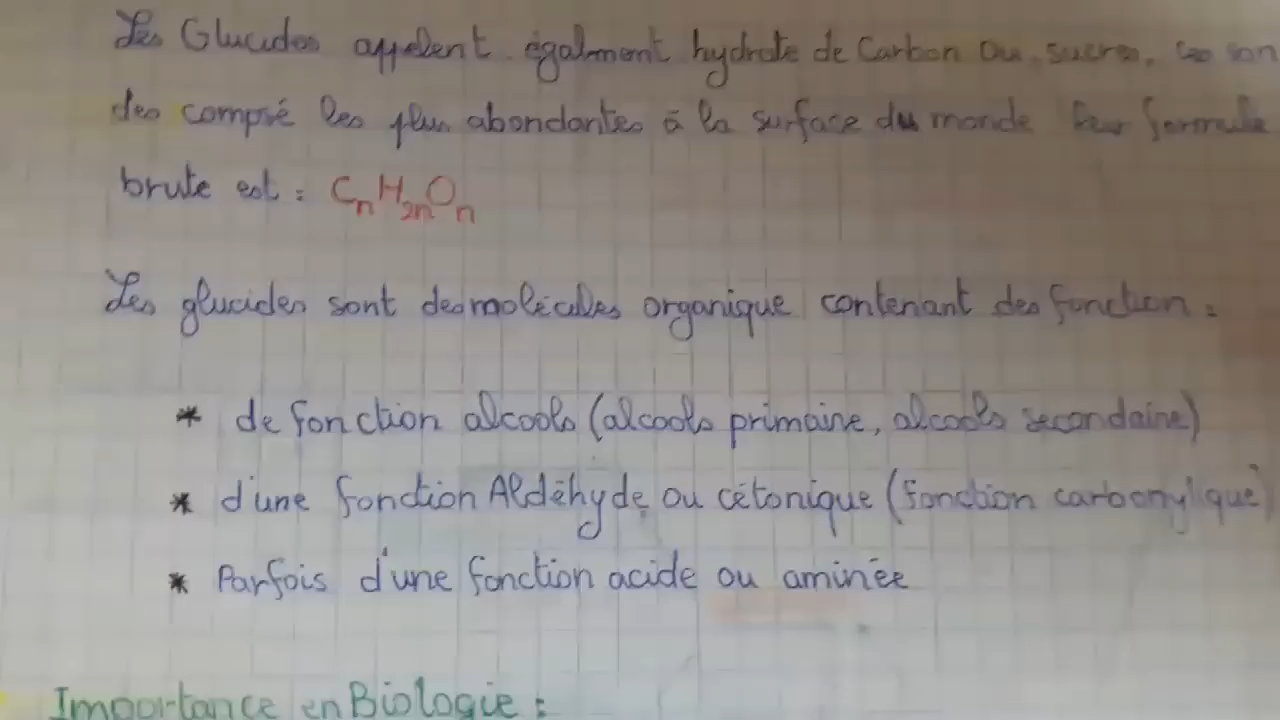 Les Glucides appelent également hydrate de Carbon ou sucres, ce son
des compsé les plus abondantes à la surface du monde leur formule
brute est : CnH2nOn
Les glucides sont des molécules organique contenant des fonction :
* de fonction alcools (alcools primaire, alcools secondaire)
* d'une fonction Aldéhyde ou cétonique (fonction carbonylique)
* Parfois d'une fonction acide ou aminée
Importance en Biologie :